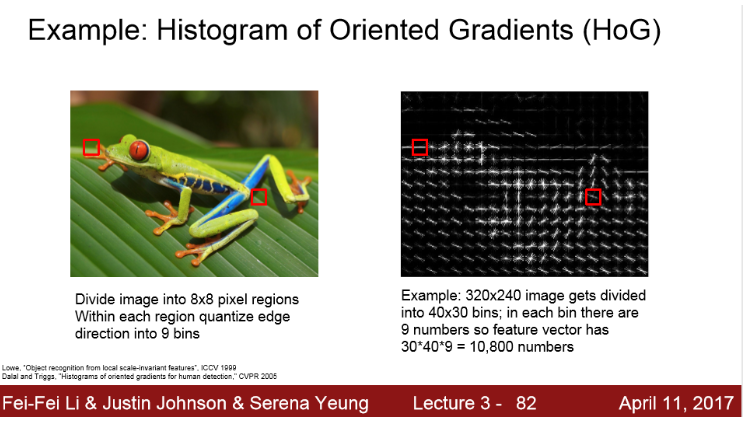 Example: Histogram of Oriented Gradients (HoG)
Divide image into 8x8 pixel regions
Within each region quantize edge
direction into 9 bins
Example: 320x240 image gets divided
into 40x30 bins; in each bin there are
9 numbers so feature vector has
30*40*9 = 10,800 numbers
Lowe, "Object recognition from local scale-invariant features", ICCV 1999
Dalal and Triggs, "Histograms of oriented gradients for human detection," CVPR 2005
Fei-Fei Li & Justin Johnson & Serena Yeung Lecture 3 - 82 April 11, 2017